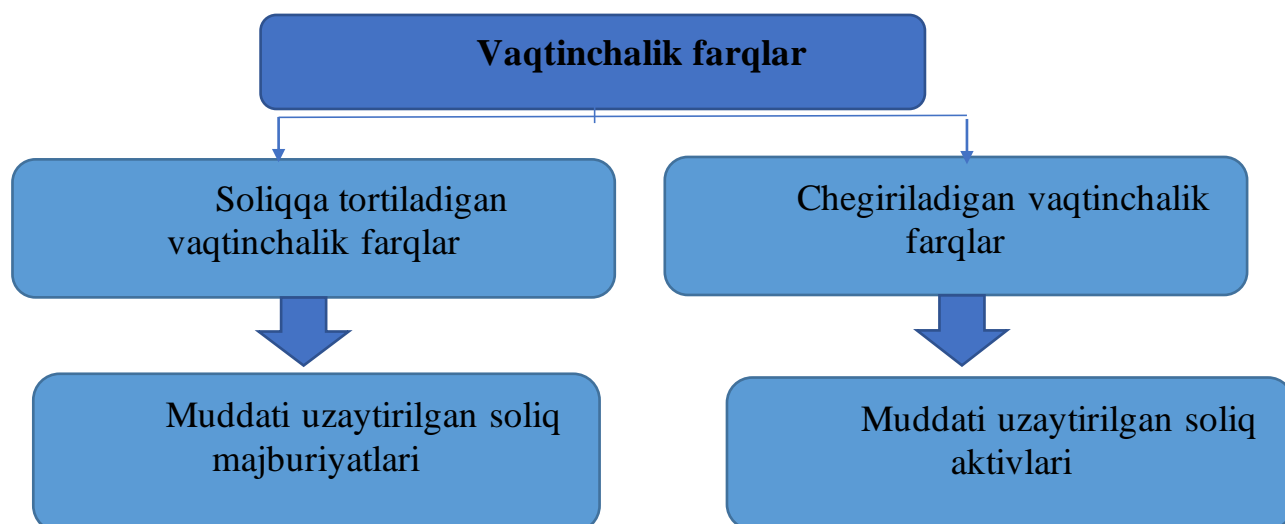 Vaqtinchalik farqlar
Soliqqa tortiladigan
vaqtinchalik farqlar
Chegiriladigan vaqtinchalik
farqlar
Muddati uzaytirilgan soliq
majburiyatlari
Muddati uzaytirilgan soliq
aktivlari